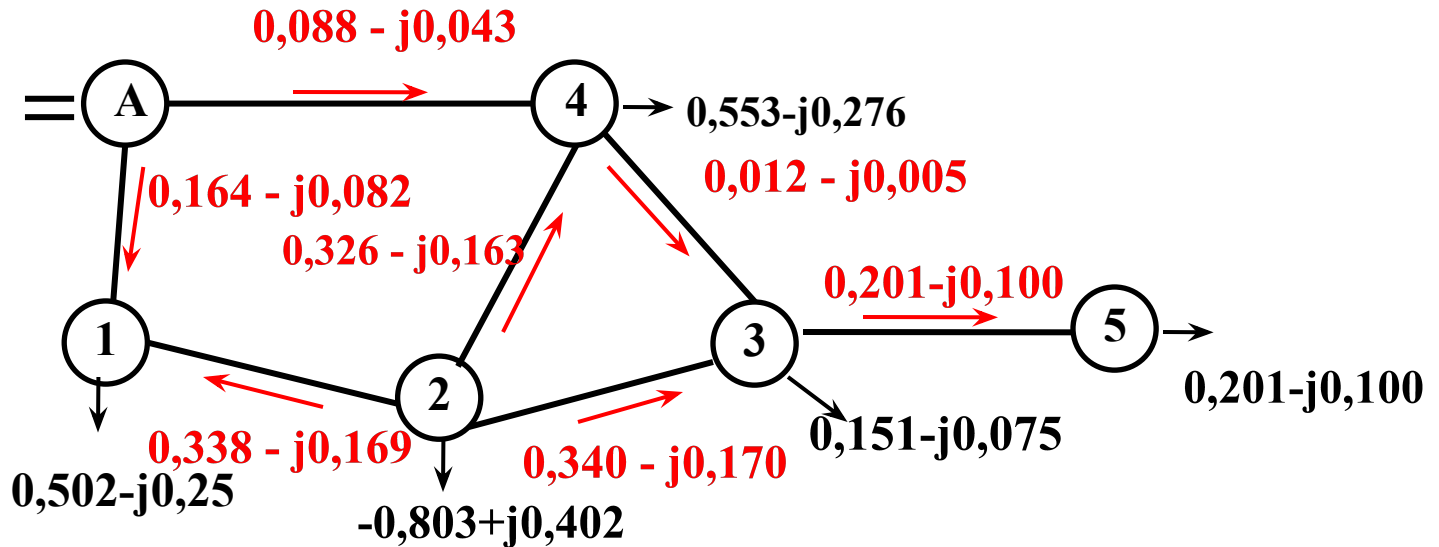 0,088 - j0,043
A
4
0,553-j0,276
0,164 - j0,082
0,012 - j0,005
0,326 - j0,163
0,201-j0,100
1
2
3
5
0,201-j0,100
0,338 - j0,169
0,340 - j0,170
0,151-j0,075
0,502-j0,25
-0,803+j0,402